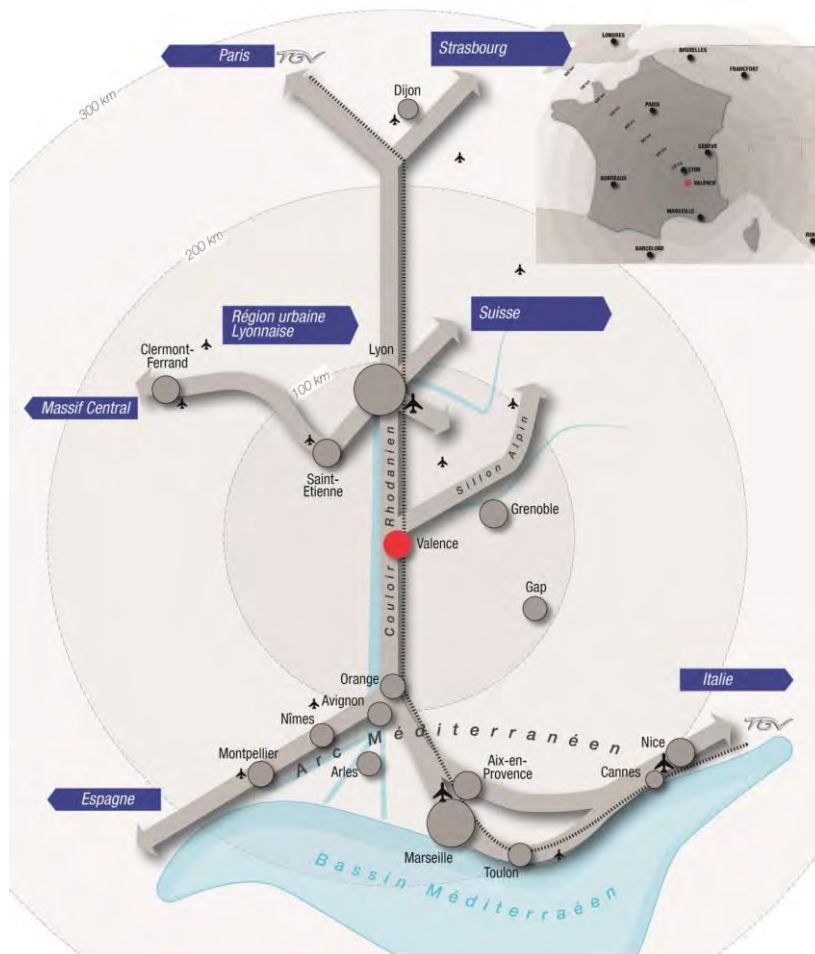 Paris
TGV
Strasbourg
LONDRES
BRUXELLES
FRANCFORT
PARIS
GENÈVE
LYON
VALENCE
BORDEAUX
MARSEILLE
BARCELONE
Dijon
300 km
200 km
100 km
Région urbaine
Lyonnaise
Suisse
Clermont-
Ferrand
Lyon
Massif Central
Saint-
Etienne
Couloir Rhodanien
Sillon Alpin
Grenoble
Valence
Gap
Orange
Avignon
Nîmes
Montpellier
Arles
Arc Méditerranéen
Aix-en-
Provence
Italie
TGV
Nice
Cannes
Espagne
Marseille
Toulon
Bassin Méditerraéen